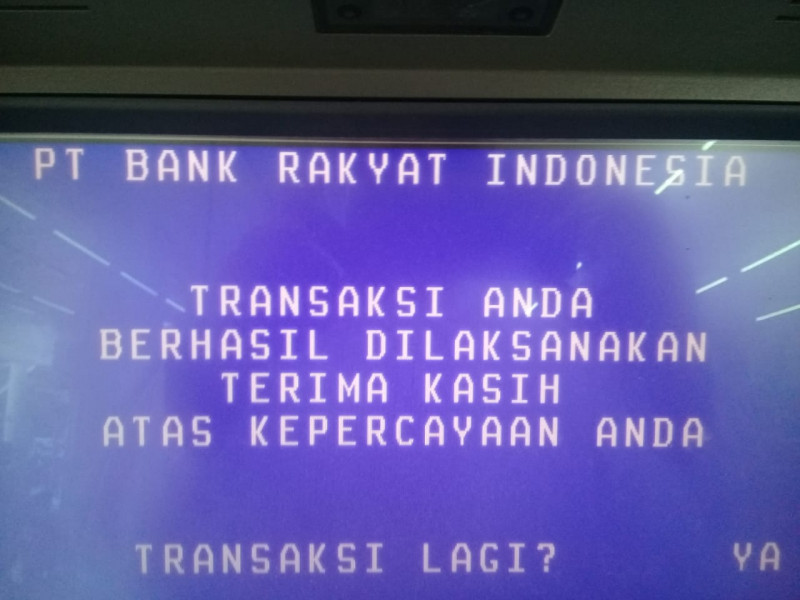 PT BANK RAKYAT INDONESIA
TRANSAKSI ANDA
BERHASIL DILAKSANAKAN
TERIMA KASIH
ATAS KEPERCAYAAN ANDA
TRANSAKSI LAGI? YA